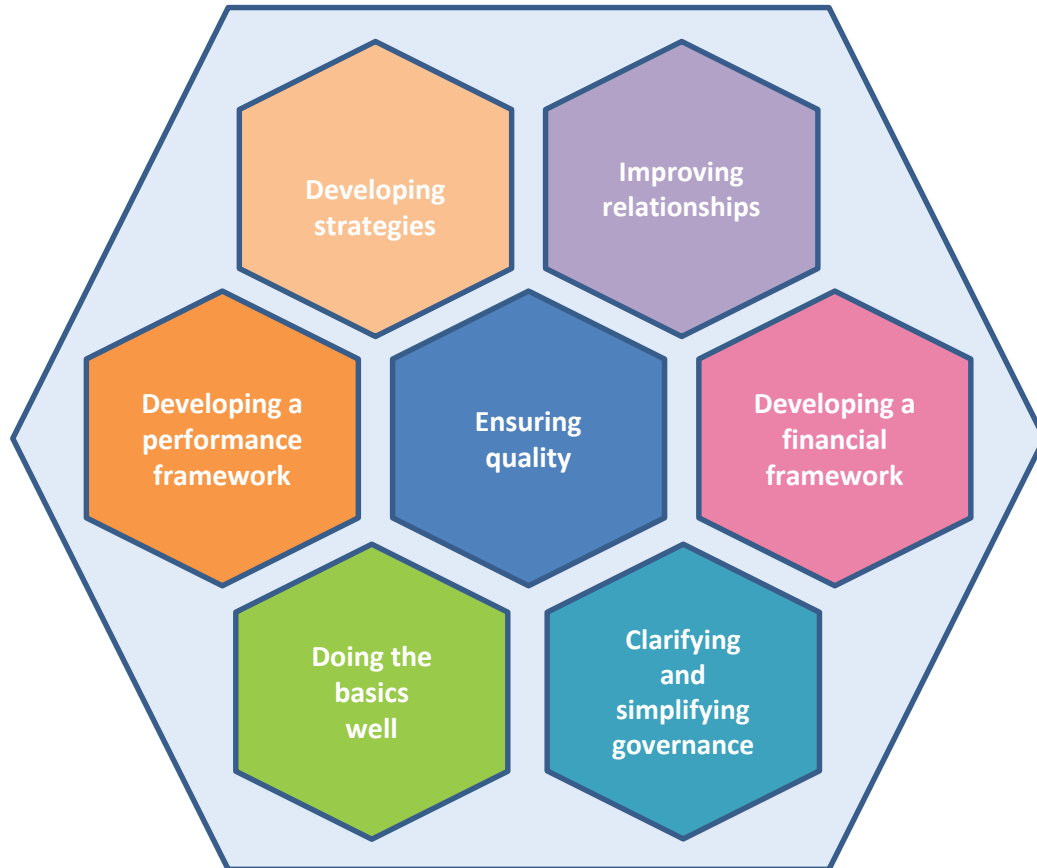 Developing
strategies
Improving
relationships
Developing a
performance
framework
Ensuring
quality
Developing a
financial
framework
Doing the
basics
well
Clarifying
and
simplifying
governance